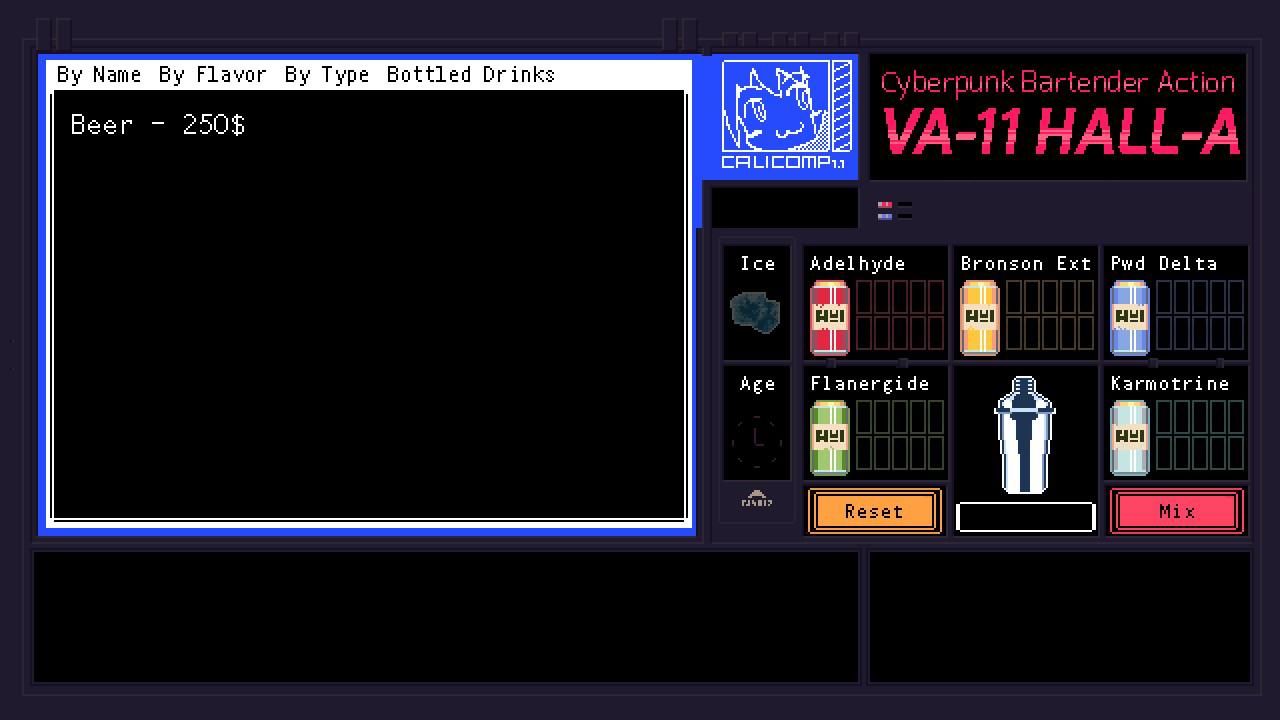 By Name By Flavor By Type Bottled Drinks
Beer - 250$
CALICOMP1.1
Cyberpunk Bartender Action
VA-11 HALL-A
Ice
Adelhyde
Bronson Ext
Pwd Delta
Age
Flanergide
Karmotrine
Reset
Mix